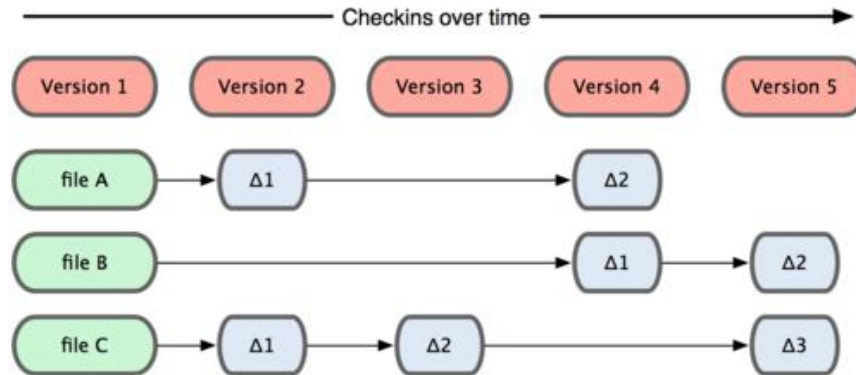 Checkins over time
Version 1 Version 2 Version 3 Version 4 Version 5
file A Δ1 Δ2
file B Δ1 Δ2
file C Δ1 Δ2 Δ3